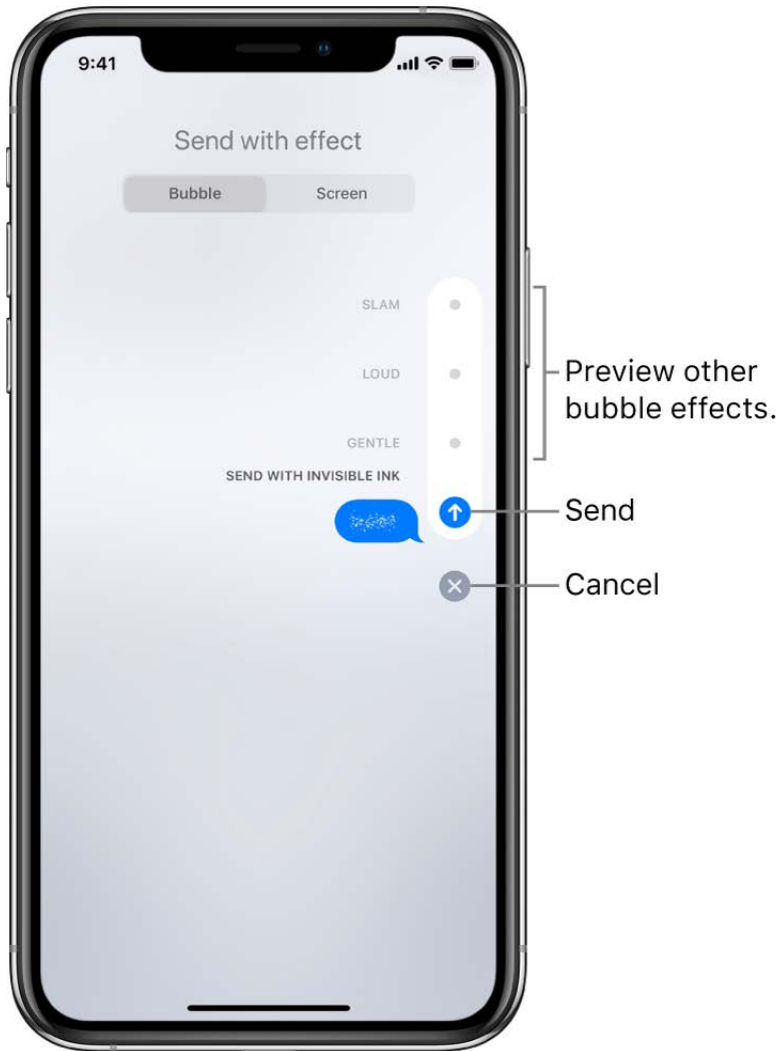 9:41
Send with effect
Bubble Screen
SLAM
LOUD
GENTLE
SEND WITH INVISIBLE INK
Preview other
bubble effects.
Send
Cancel